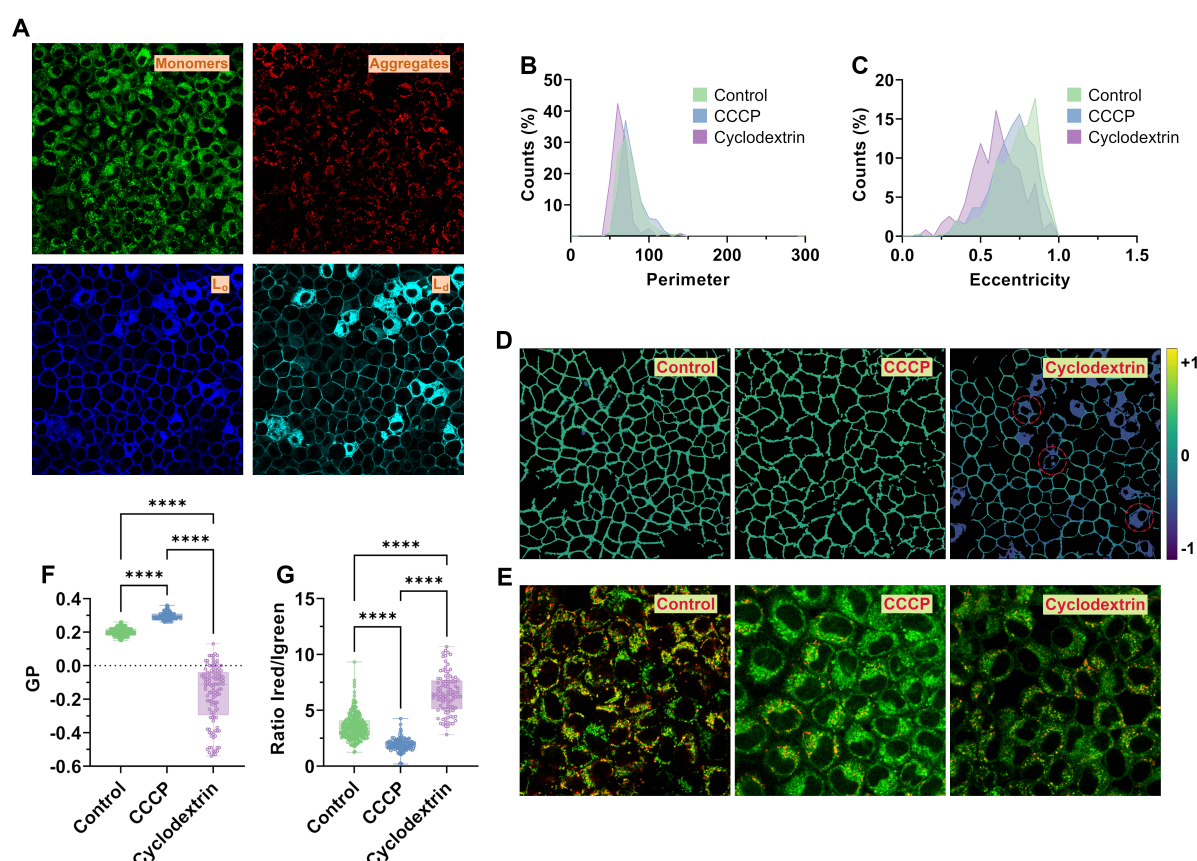 A
Monomers
Aggregates
Lo
Ld
B
Counts (%)
50
40
30
20
10
0
100
200
300
Perimeter
Control
CCCP
Cyclodextrin
C
Counts (%)
20
15
10
5
0
0.0
0.5
1.0
1.5
Eccentricity
Control
CCCP
Cyclodextrin
D
Control
CCCP
Cyclodextrin
+1
0
-1
E
Control
CCCP
Cyclodextrin
F
****
****
****
GP
0.4
0.2
0.0
-0.2
-0.4
-0.6
Control
CCCP
Cyclodextrin
G
****
****
****
Ratio Ired/Igreen
15
10
5
0
Control
CCCP
Cyclodextrin